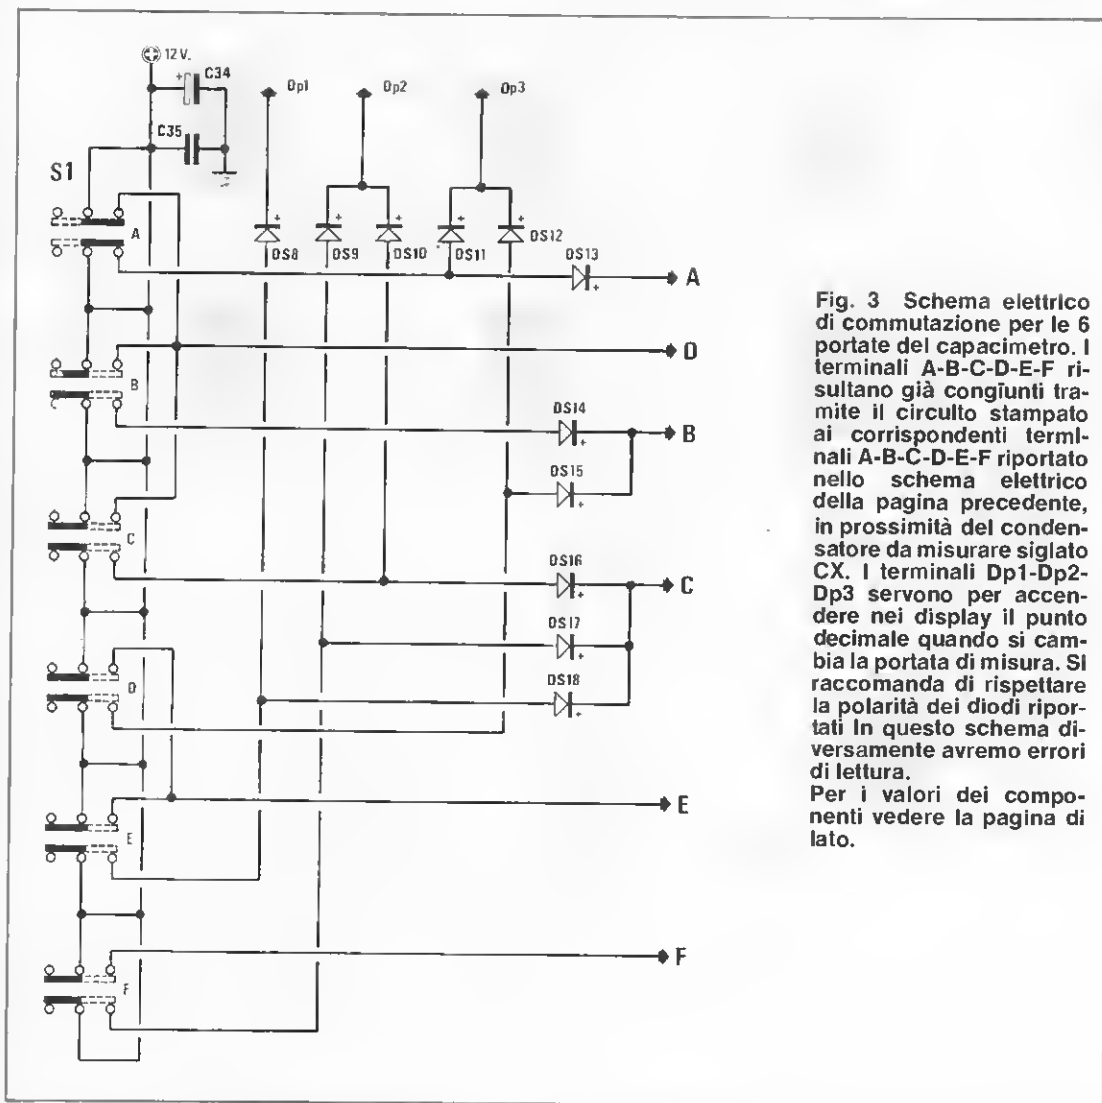 12 V.
C34
Dp1
Dp2
Dp3
C35
S1
A
DS8
DS9
DS10
DS11
DS12
DS13
A
B
D
DS14
B
DS15
C
DS16
C
DS17
DS18
D
E
E
F
F
Fig. 3 Schema elettrico
di commutazione per le 6
portate del capacimetro. I
terminali A-B-C-D-E-F ri-
sultano già congiunti tra-
mite il circuito stampato
ai corrispondenti termi-
nali A-B-C-D-E-F riportato
nello schema elettrico
della pagina precedente,
in prossimità del conden-
satore da misurare siglato
CX. I terminali Dp1-Dp2-
Dp3 servono per accen-
dere nei display il punto
decimale quando si cam-
bia la portata di misura. Si
raccomanda di rispettare
la polarità dei diodi ripor-
tati in questo schema di-
versamente avremo errori
di lettura.
Per i valori dei compo-
nenti vedere la pagina di
lato.